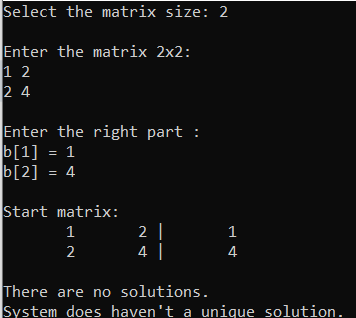 Select the matrix size: 2
Enter the matrix 2x2:
1 2
2 4
Enter the right part :
b[1] = 1
b[2] = 4
Start matrix:
1 2 | 1
2 4 | 4
There are no solutions.
System does haven't a unique solution.